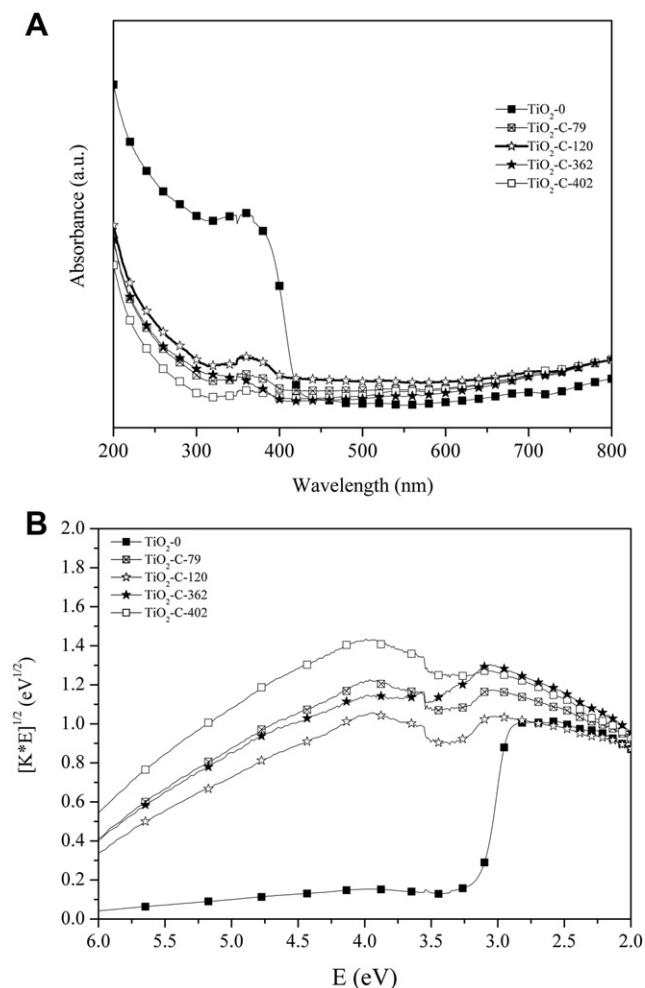 A
Absorbance (a.u.)
TiO₂-0
TiO₂-C-79
TiO₂-C-120
TiO₂-C-362
TiO₂-C-402
200 300 400 500 600 700 800
Wavelength (nm)
B
[K*E]^1/2 (eV^1/2)
2.0
1.8
1.6
1.4
1.2
1.0
0.8
0.6
0.4
0.2
0.0
TiO₂-0
TiO₂-C-79
TiO₂-C-120
TiO₂-C-362
TiO₂-C-402
6.0 5.5 5.0 4.5 4.0 3.5 3.0 2.5 2.0
E (eV)